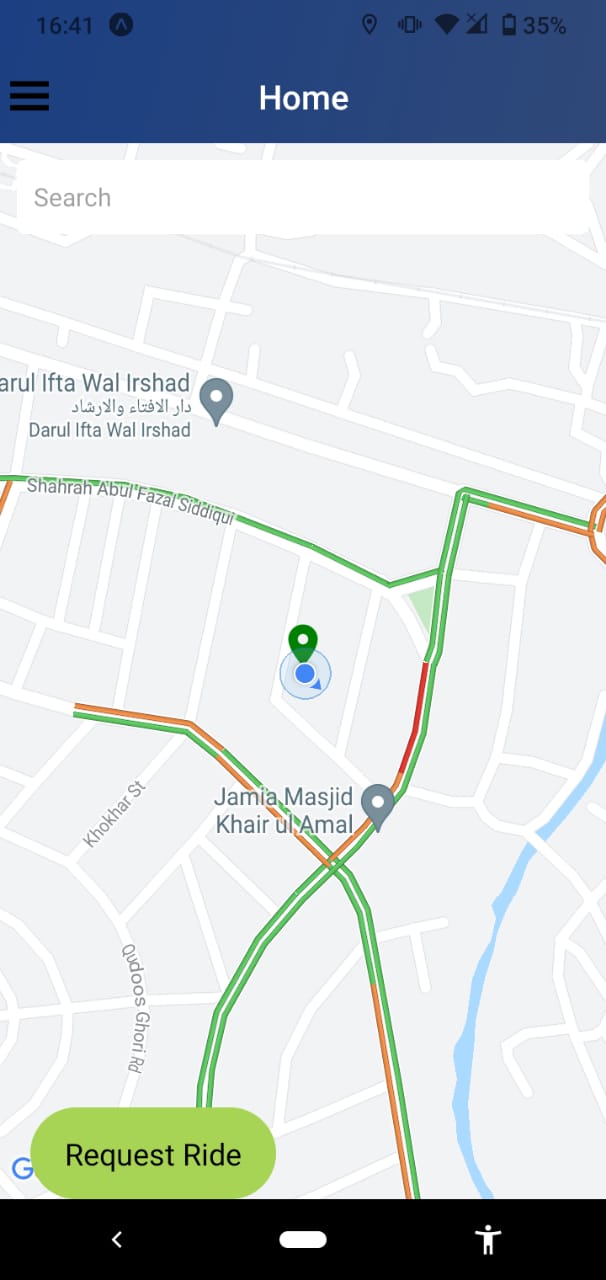 16:41
35%
Home
Search
arul Ifta Wal Irshad
دار الافتاء والارشاد
Darul Ifta Wal Irshad
Shahrah Abul Fazal Siddiqui
Jamia Masjid
Khair ul Amal
Khokhar St
Qudoos Ghori Rd
G
Request Ride